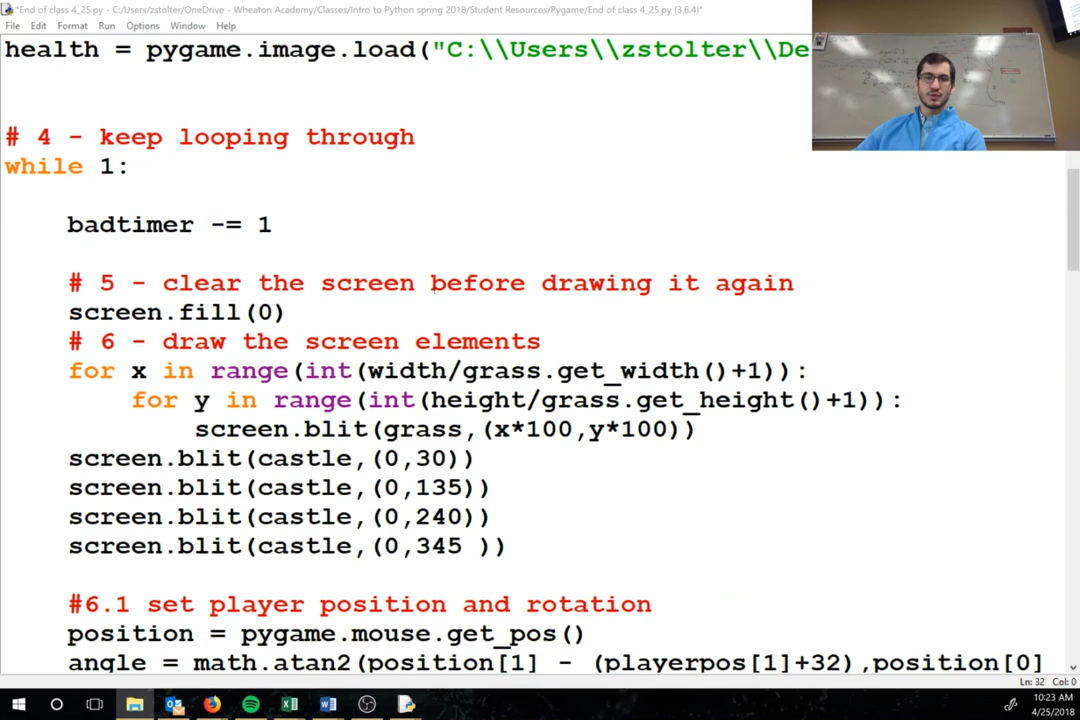 *End of class 4_25.py - C:/Users/zstolter/OneDrive - Wheaton Academy/Classes/Intro to Python spring 2018/Student Resources/Pygame/End of class 4_25.py (3.6.4)*
File Edit Format Run Options Window Help
health = pygame.image.load("C:\\Users\\zstolter\\De
# 4 - keep looping through
while 1:
badtimer -= 1
# 5 - clear the screen before drawing it again
screen.fill(0)
# 6 - draw the screen elements
for x in range(int(width/grass.get_width()+1)):
for y in range(int(height/grass.get_height()+1)):
screen.blit(grass,(x*100,y*100))
screen.blit(castle,(0,30))
screen.blit(castle,(0,135))
screen.blit(castle,(0,240))
screen.blit(castle,(0,345 ))
#6.1 set player position and rotation
position = pygame.mouse.get_pos()
angle = math.atan2(position[1] - (playerpos[1]+32),position[0]
Ln: 32 Col: 0
10:23 AM
4/25/2018